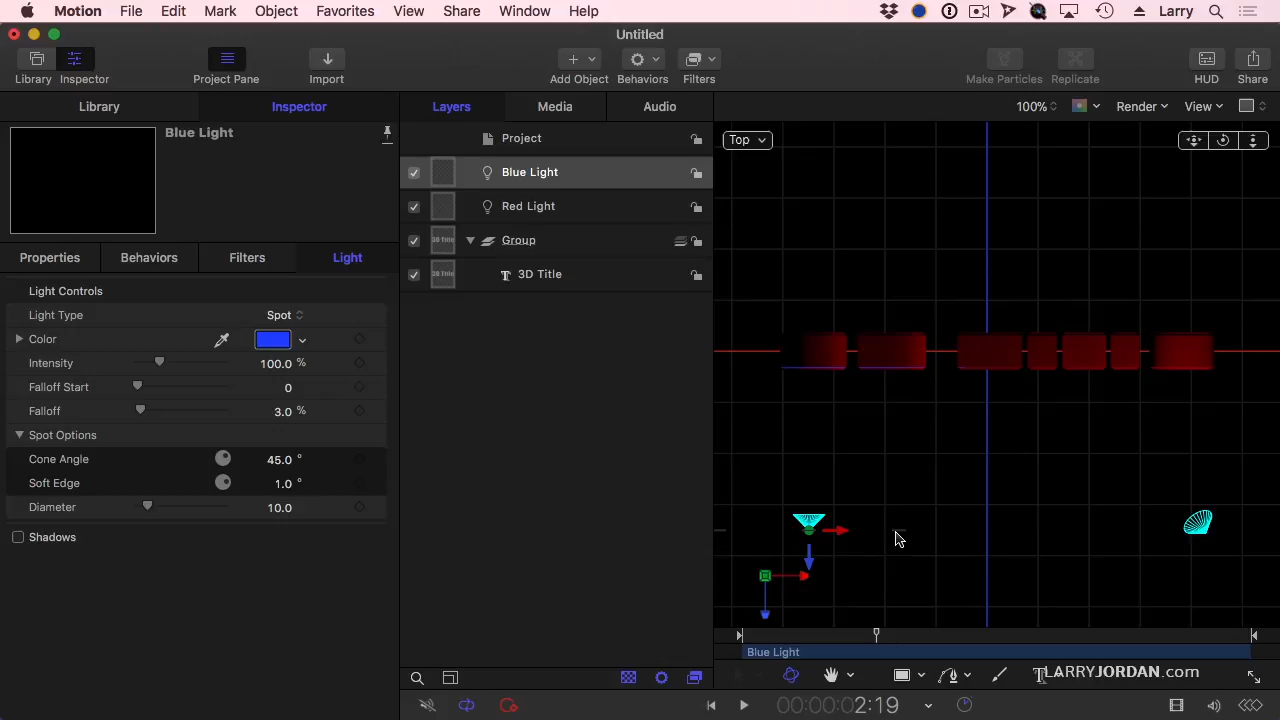 Motion File Edit Mark Object Favorites View Share Window Help Larry
Untitled
Library Inspector Project Pane Import Add Object Behaviors Filters Make Particles Replicate HUD Share
Library Inspector Layers Media Audio 100% Render View
Blue Light
Project
Top
Blue Light
Red Light
Group
3D Title
Properties Behaviors Filters Light
Light Controls
Light Type Spot
Color
Intensity 100.0 %
Falloff Start 0
Falloff 3.0 %
Spot Options
Cone Angle 45.0 °
Soft Edge 1.0 °
Diameter 10.0
Shadows
Blue Light
LARRYJORDAN.com
00:00:02:19